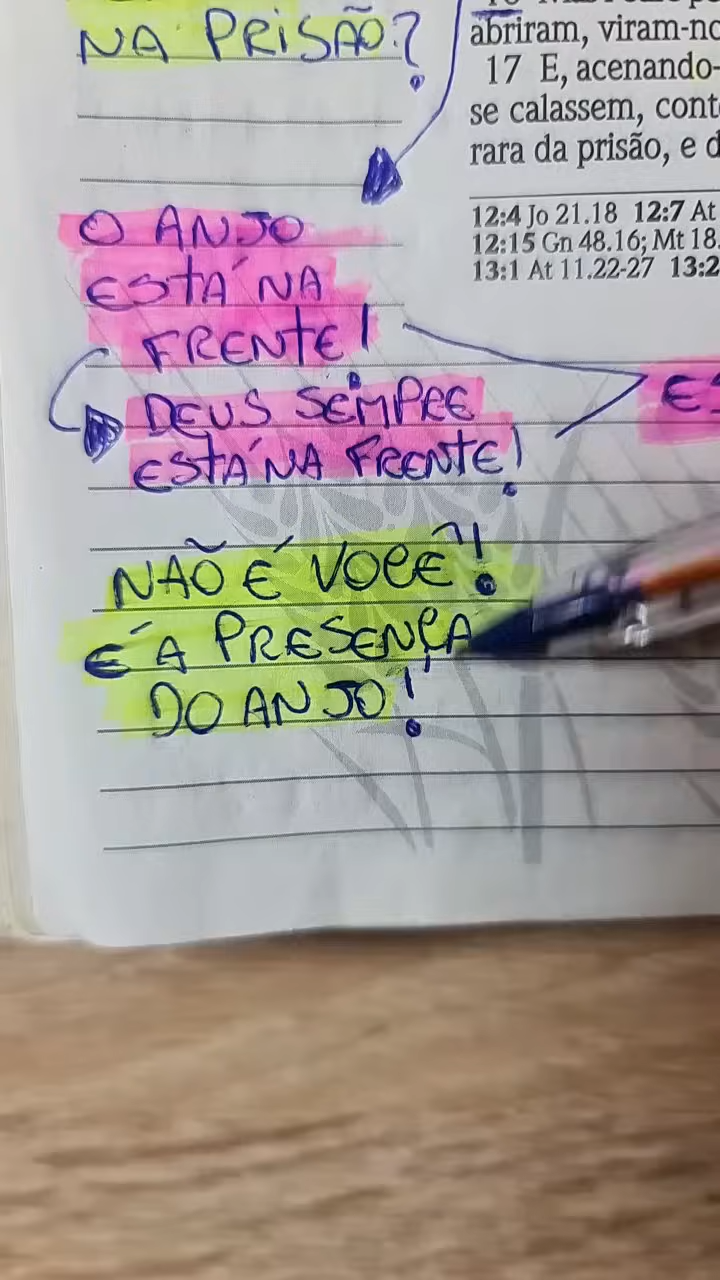 NA PRISÃO?
O ANJO
ESTÁ NA
FRENTE!
DEUS SEMPRE
ESTÁ NA FRENTE!
NÃO É VOCÊ?!
É A PRESENÇA
DO ANJO!
abriram, viram-no
17 E, acenando-
se calassem, cont
rara da prisão, e d
12:4 Jo 21.18 12:7 At
12:15 Gn 48.16; Mt 18.
13:1 At 11.22-27 13:2
ES